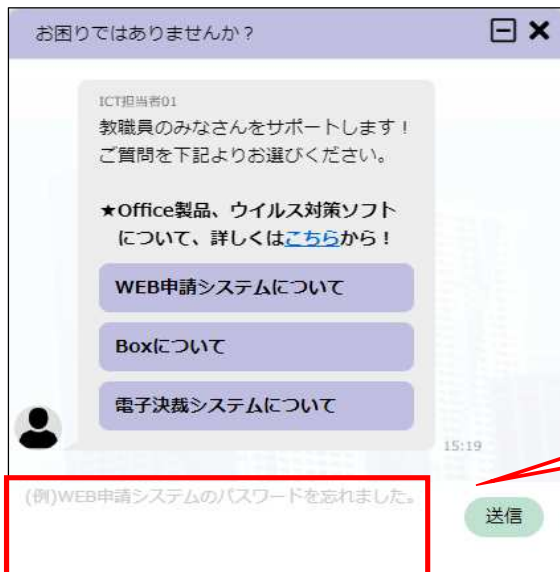 お困りではありませんか？
ICT担当者01
教職員のみなさんをサポートします！
ご質問を下記よりお選びください。
★Office製品、ウイルス対策ソフト
について、詳しくはこちらから！
WEB申請システムについて
Boxについて
電子決裁システムについて
15:19
(例)WEB申請システムのパスワードを忘れました。
送信